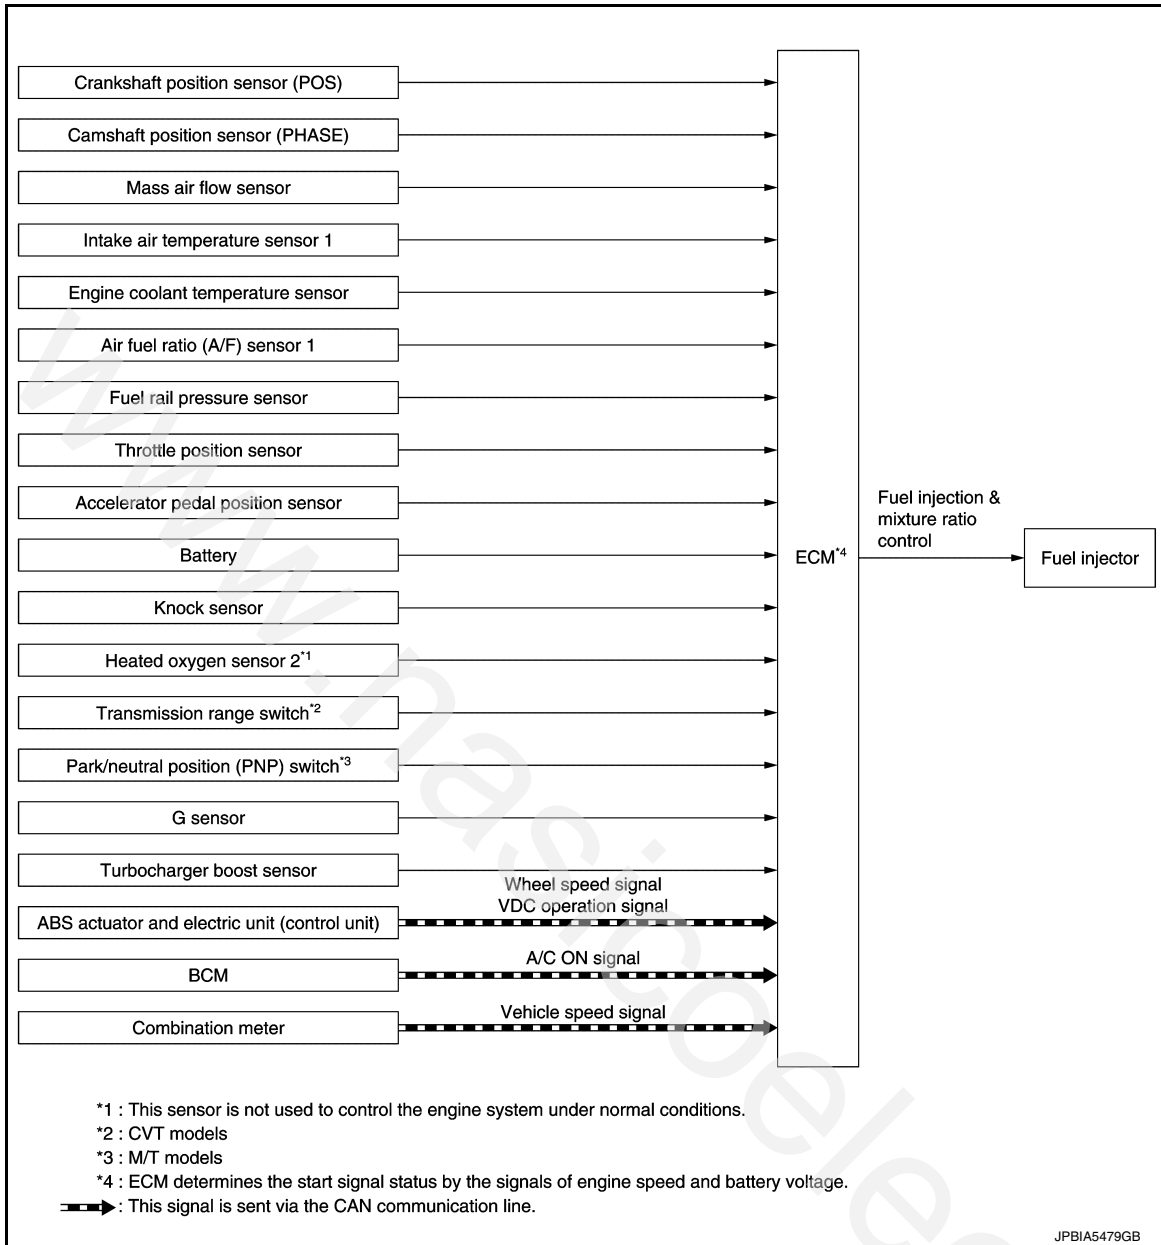 Crankshaft position sensor (POS)
Camshaft position sensor (PHASE)
Mass air flow sensor
Intake air temperature sensor 1
Engine coolant temperature sensor
Air fuel ratio (A/F) sensor 1
Fuel rail pressure sensor
Throttle position sensor
Accelerator pedal position sensor
Battery
Knock sensor
Heated oxygen sensor 2*1
Transmission range switch*2
Park/neutral position (PNP) switch*3
G sensor
Turbocharger boost sensor
ABS actuator and electric unit (control unit)
Wheel speed signal
VDC operation signal
BCM
A/C ON signal
Combination meter
Vehicle speed signal
ECM*4
Fuel injection &
mixture ratio
control
Fuel injector
*1 : This sensor is not used to control the engine system under normal conditions.
*2 : CVT models
*3 : M/T models
*4 : ECM determines the start signal status by the signals of engine speed and battery voltage.
: This signal is sent via the CAN communication line.
JPBIA5479GB
www.nasicoelec